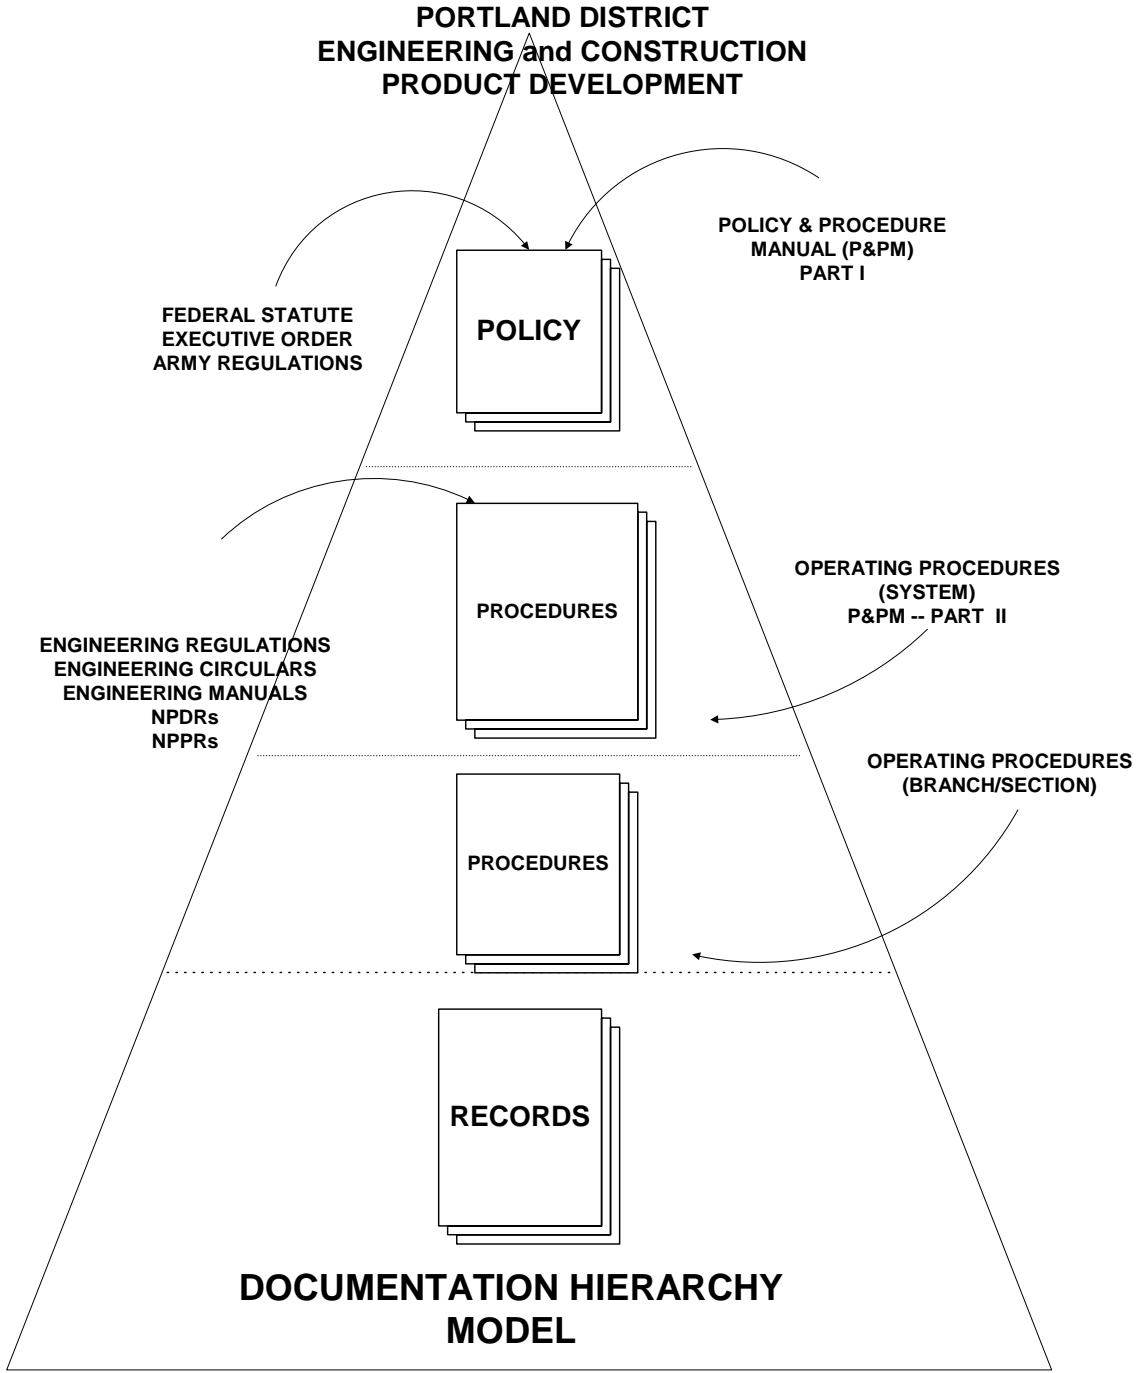 PORTLAND DISTRICT
ENGINEERING and CONSTRUCTION
PRODUCT DEVELOPMENT
POLICY & PROCEDURE
MANUAL (P&PM)
PART I
FEDERAL STATUTE
EXECUTIVE ORDER
ARMY REGULATIONS
POLICY
PROCEDURES
OPERATING PROCEDURES
(SYSTEM)
P&PM -- PART II
ENGINEERING REGULATIONS
ENGINEERING CIRCULARS
ENGINEERING MANUALS
NPDRs
NPPRs
OPERATING PROCEDURES
(BRANCH/SECTION)
PROCEDURES
RECORDS
DOCUMENTATION HIERARCHY
MODEL